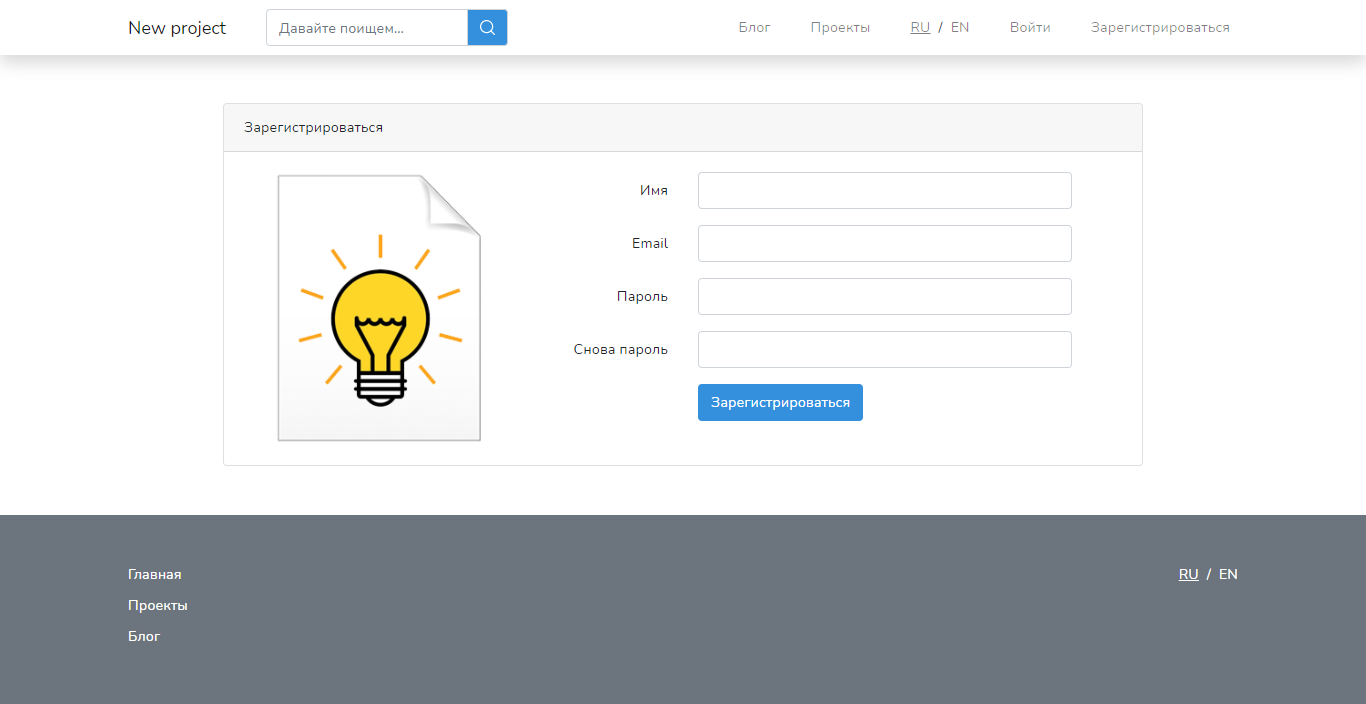 New project
Давайте поищем...
Блог Проекты RU / EN Войти Зарегистрироваться
Зарегистрироваться
Имя
Email
Пароль
Снова пароль
Зарегистрироваться
Главная
RU / EN
Проекты
Блог